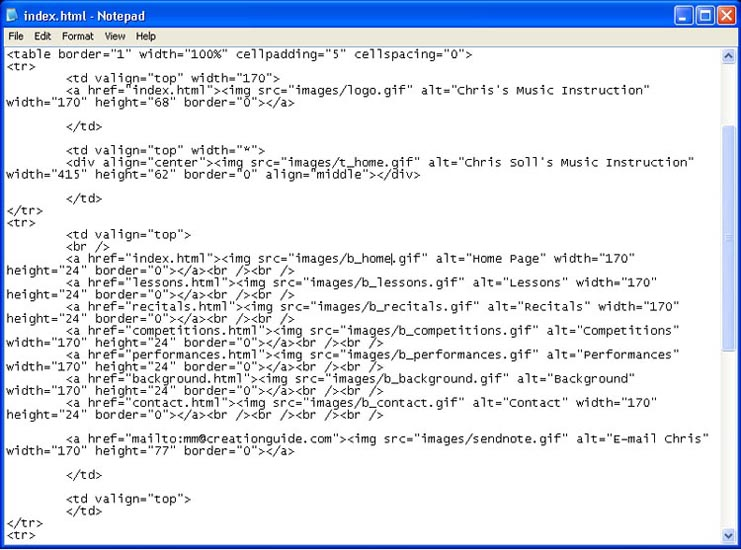 index.html - Notepad
File Edit Format View Help
<table border="1" width="100%" cellpadding="5" cellspacing="0">
<tr>
<td valign="top" width="170">
<a href="index.html"><img src="images/logo.gif" alt="Chris's Music Instruction"
width="170" height="68" border="0"></a>
</td>
<td valign="top" width="*">
<div align="center"><img src="images/t_home.gif" alt="Chris Soll's Music Instruction"
width="415" height="62" border="0" align="middle"></div>
</td>
</tr>
<tr>
<td valign="top">
<br />
<a href="index.html"><img src="images/b_home.gif" alt="Home Page" width="170"
height="24" border="0"></a><br /><br />
<a href="lessons.html"><img src="images/b_lessons.gif" alt="Lessons" width="170"
height="24" border="0"></a><br /><br />
<a href="recitals.html"><img src="images/b_recitals.gif" alt="Recitals" width="170"
height="24" border="0"></a><br /><br />
<a href="competitions.html"><img src="images/b_competitions.gif" alt="Competitions"
width="170" height="24" border="0"></a><br /><br />
<a href="performances.html"><img src="images/b_performances.gif" alt="Performances"
width="170" height="24" border="0"></a><br /><br />
<a href="background.html"><img src="images/b_background.gif" alt="Background"
width="170" height="24" border="0"></a><br /><br />
<a href="contact.html"><img src="images/b_contact.gif" alt="Contact" width="170"
height="24" border="0"></a><br /><br /><br /><br />
<a href="mailto:mm@creationguide.com"><img src="images/sendnote.gif" alt="E-mail Chris"
width="170" height="77" border="0"></a>
</td>
<td valign="top">
</td>
</tr>
<tr>